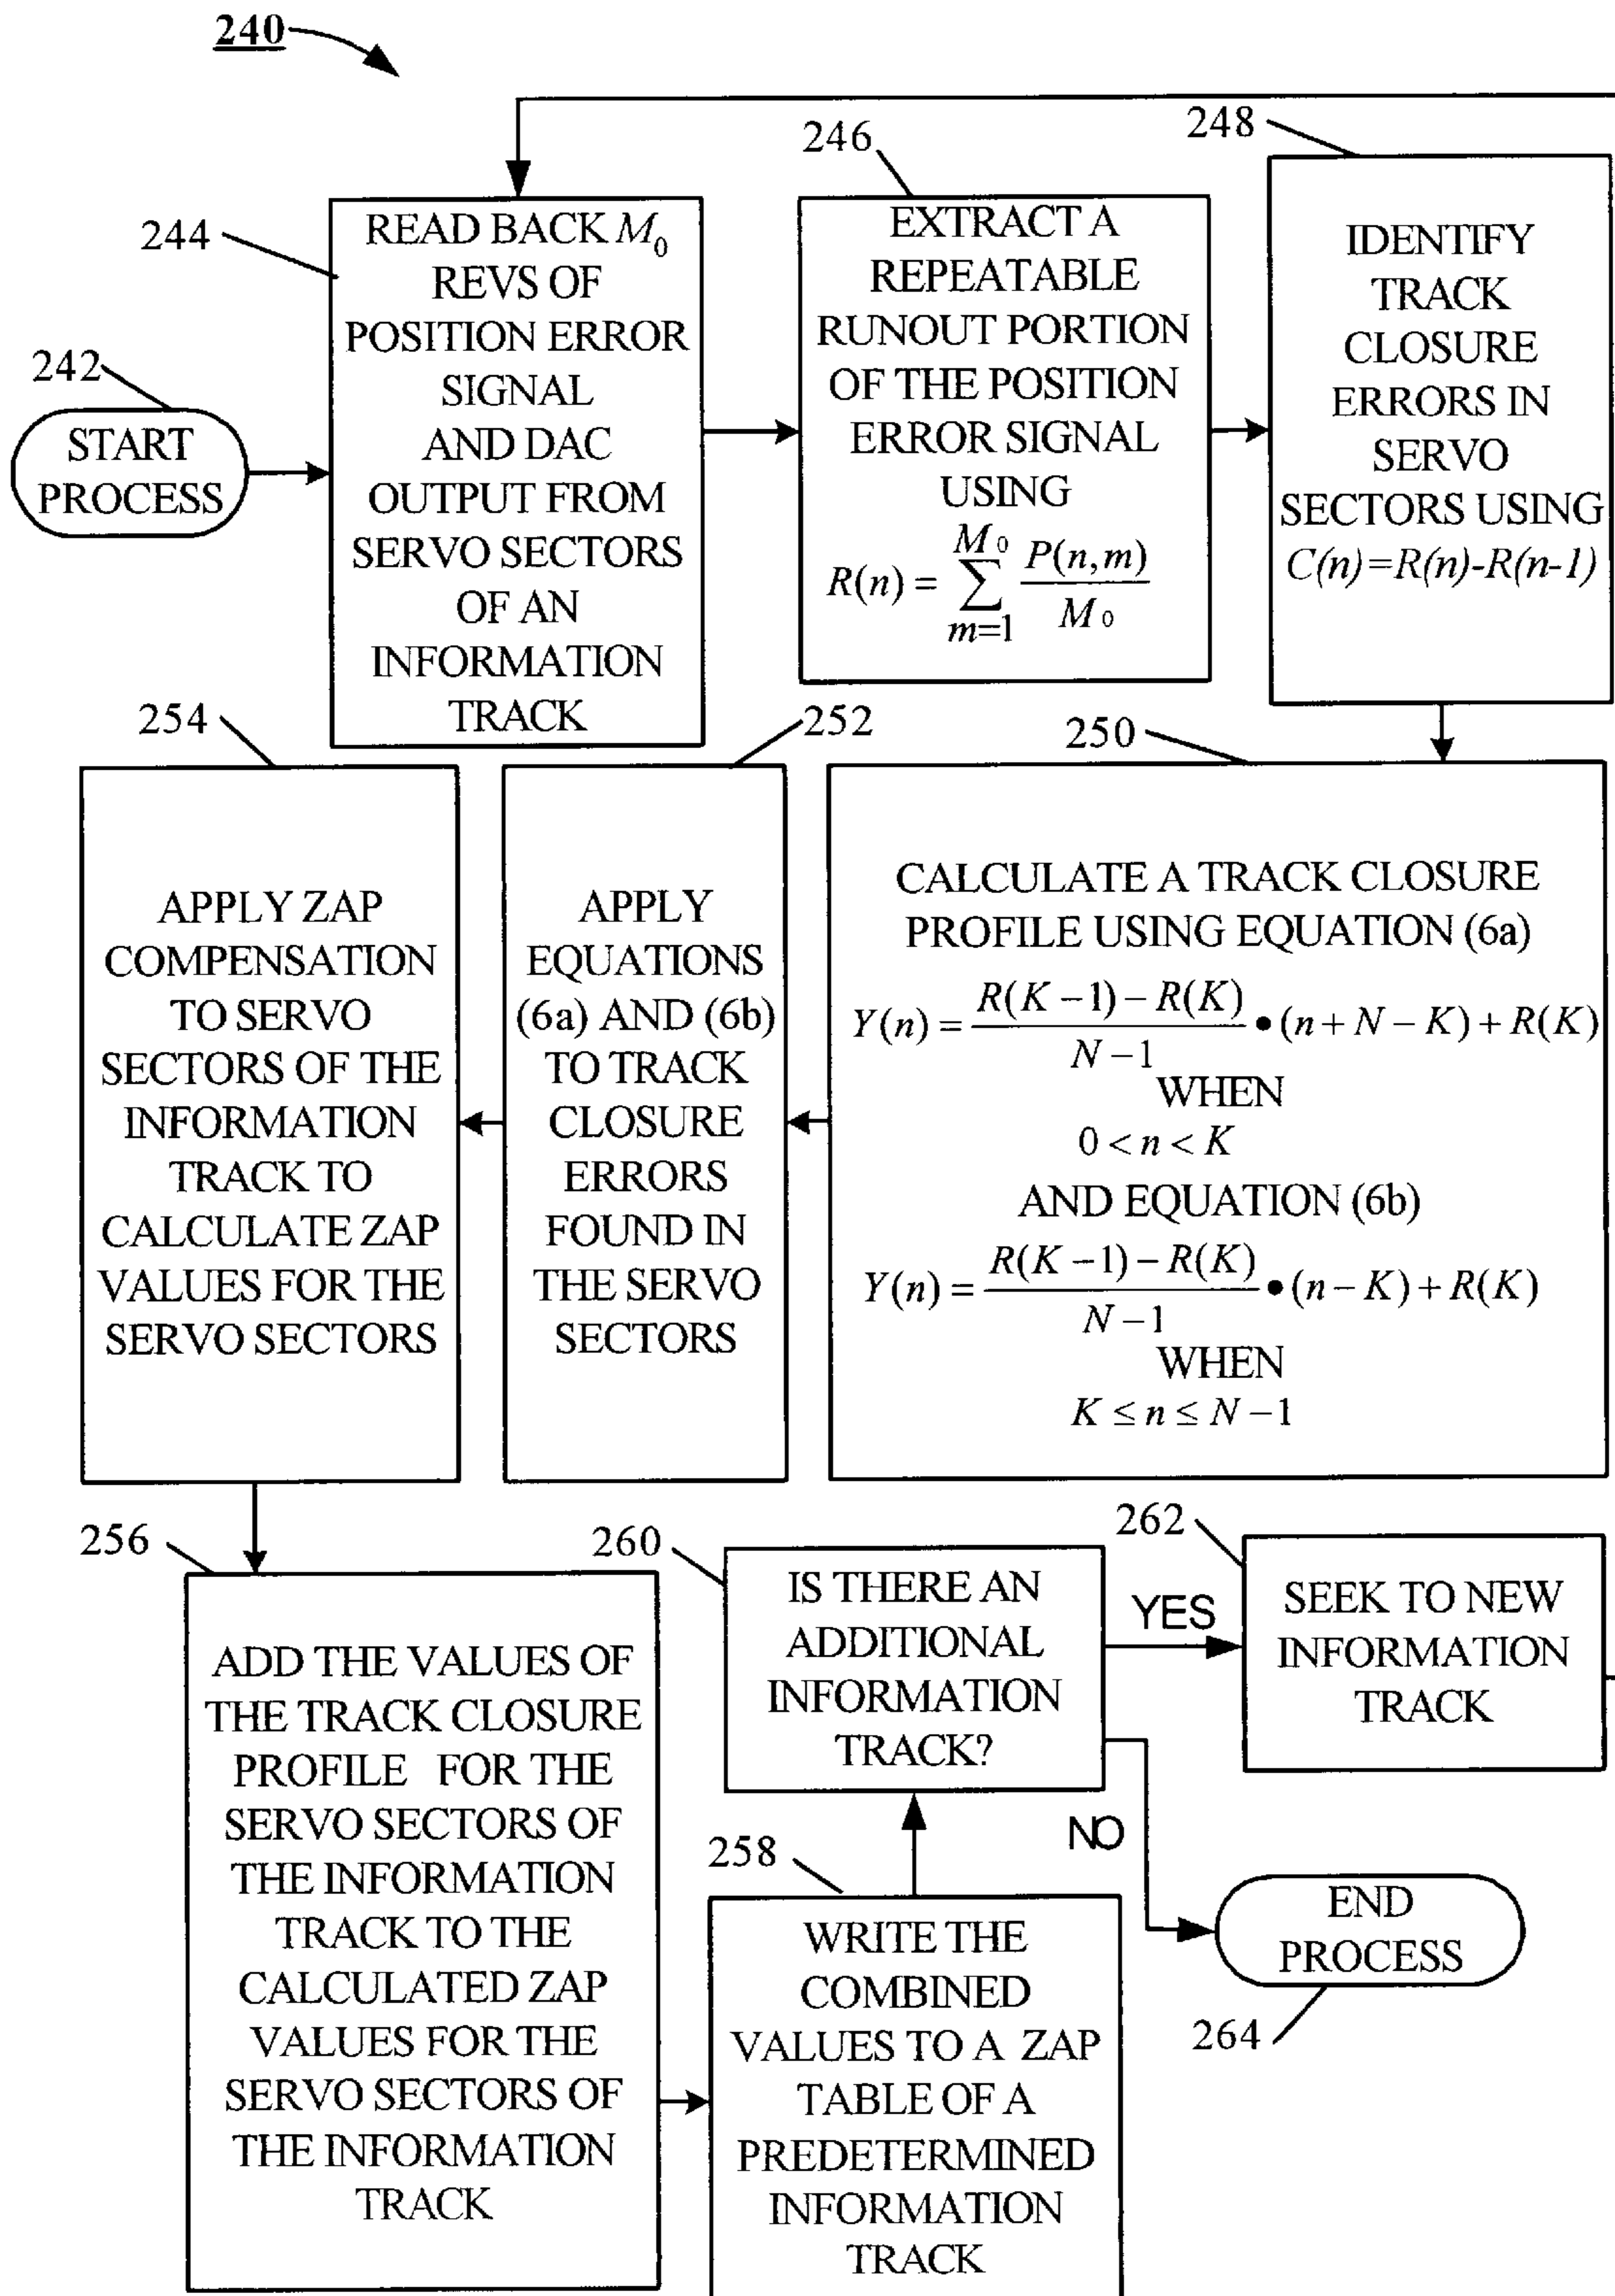 240
242
START
PROCESS
244
READ BACK M₀
REVS OF
POSITION ERROR
SIGNAL
AND DAC
OUTPUT FROM
SERVO SECTORS
OF AN
INFORMATION
TRACK
246
EXTRACT A
REPEATABLE
RUNOUT PORTION
OF THE POSITION
ERROR SIGNAL
USING
R(n) = \sum_{m=1}^{M_0} \frac{P(n,m)}{M_0}
248
IDENTIFY
TRACK
CLOSURE
ERRORS IN
SERVO
SECTORS USING
C(n)=R(n)-R(n-1)
250
CALCULATE A TRACK CLOSURE
PROFILE USING EQUATION (6a)
Y(n) = \frac{R(K-1)-R(K)}{N-1} • (n+N-K)+R(K)
WHEN
0 < n < K
AND EQUATION (6b)
Y(n) = \frac{R(K-1)-R(K)}{N-1} • (n-K)+R(K)
WHEN
K ≤ n ≤ N-1
252
APPLY
EQUATIONS
(6a) AND (6b)
TO TRACK
CLOSURE
ERRORS
FOUND IN
THE SERVO
SECTORS
254
APPLY ZAP
COMPENSATION
TO SERVO
SECTORS OF THE
INFORMATION
TRACK TO
CALCULATE ZAP
VALUES FOR THE
SERVO SECTORS
256
ADD THE VALUES OF
THE TRACK CLOSURE
PROFILE FOR THE
SERVO SECTORS OF
THE INFORMATION
TRACK TO THE
CALCULATED ZAP
VALUES FOR THE
SERVO SECTORS OF
THE INFORMATION
TRACK
258
WRITE THE
COMBINED
VALUES TO A ZAP
TABLE OF A
PREDETERMINED
INFORMATION
TRACK
260
IS THERE AN
ADDITIONAL
INFORMATION
TRACK?
YES
NO
262
SEEK TO NEW
INFORMATION
TRACK
END
PROCESS
264